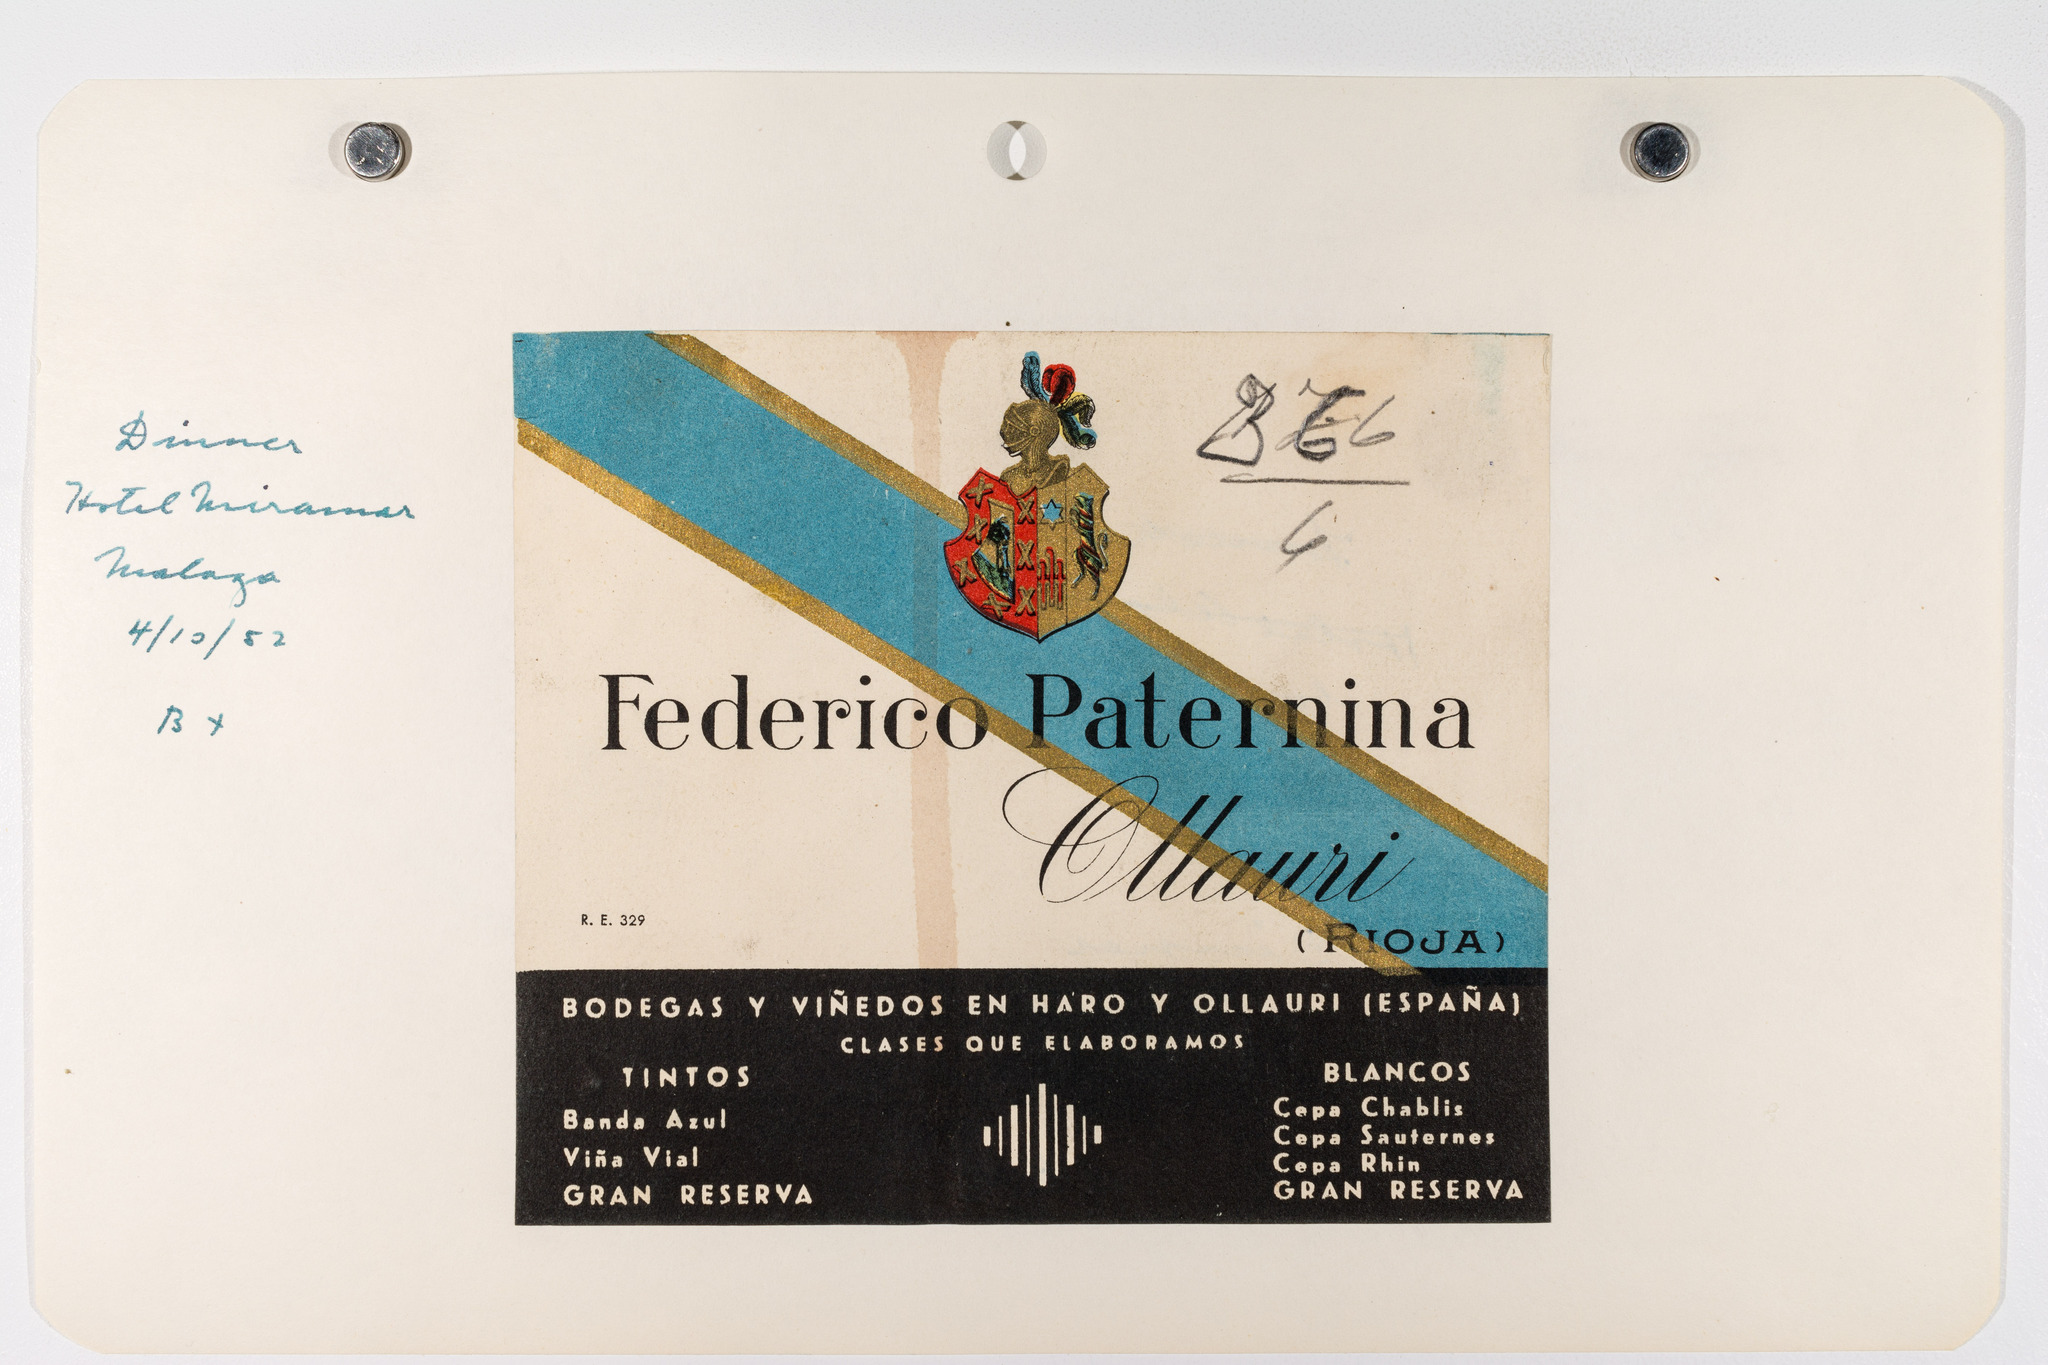 Dinner
Hotel Miramar
Malaga
4/10/52
B +
6
Federico Paternina
Ollauri
(RIOJA)
R. E. 329
BODEGAS Y VIÑEDOS EN HARO Y OLLAURI (ESPAÑA)
CLASES QUE ELABORAMOS
TINTOS
Banda Azul
Viña Vial
GRAN RESERVA
BLANCOS
Cepa Chablis
Cepa Sauternes
Cepa Rhin
GRAN RESERVA